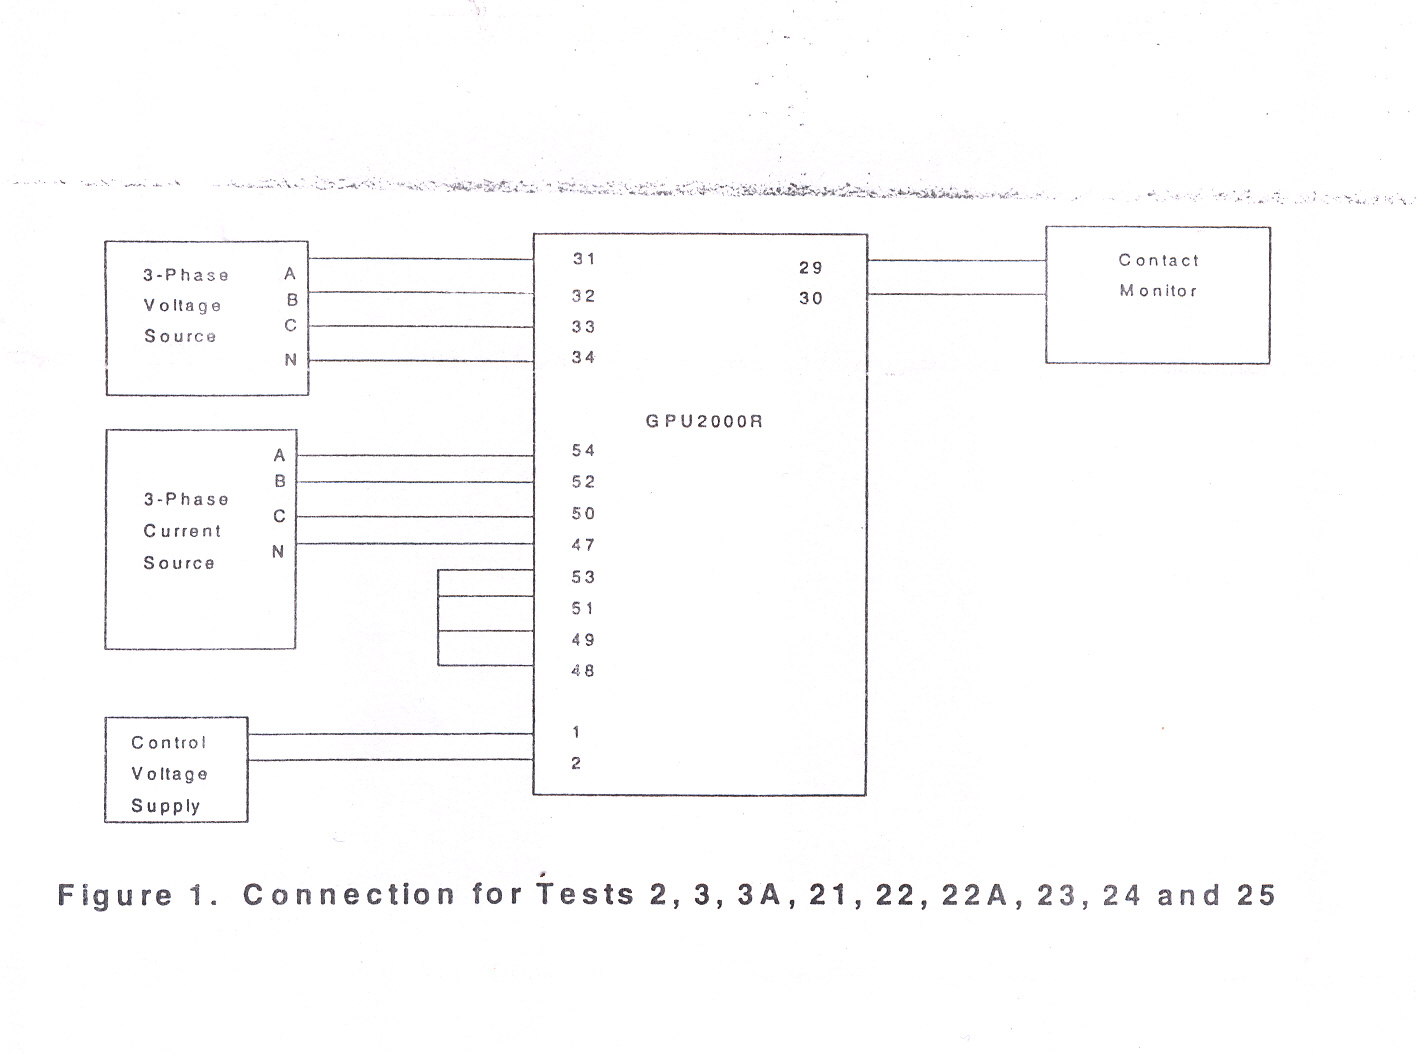 3-Phase
Voltage
Source
A
B
C
N
31
32
33
34
29
30
Contact
Monitor
GPU2000R
3-Phase
Current
Source
A
B
C
N
54
52
50
47
53
51
49
48
Control
Voltage
Supply
1
2
Figure 1. Connection for Tests 2, 3, 3A, 21, 22, 22A, 23, 24 and 25